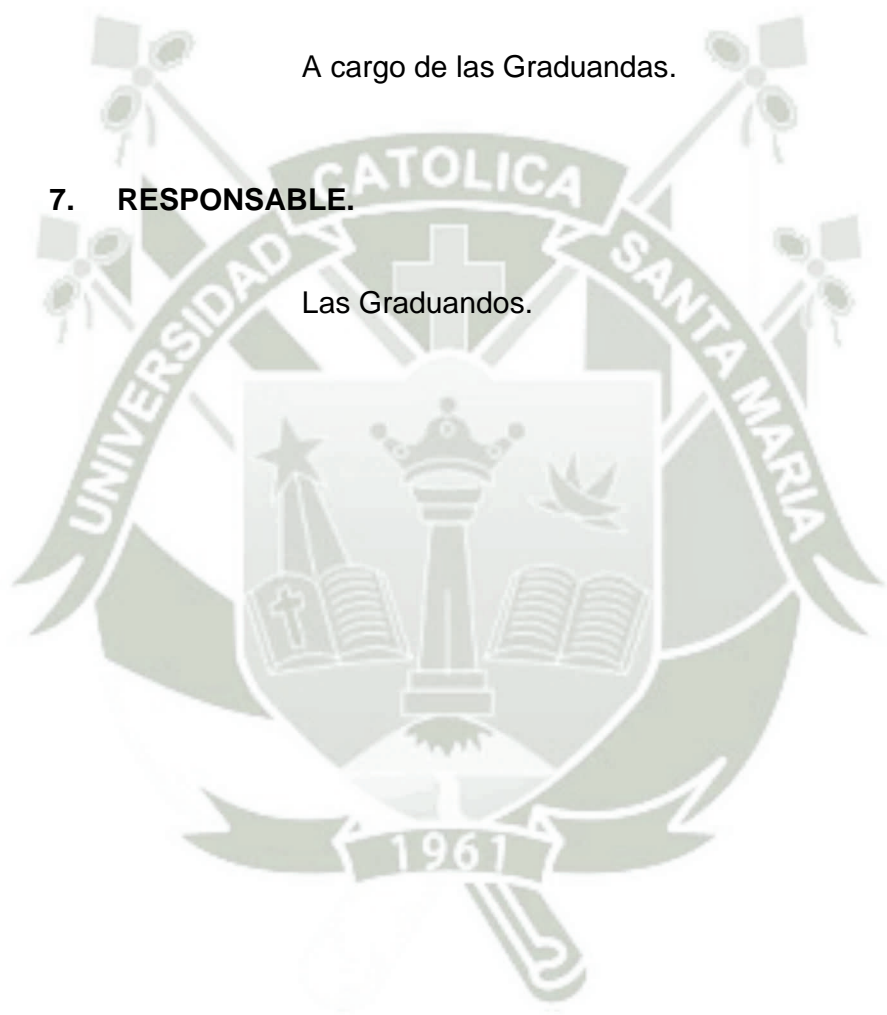 A cargo de las Graduandas.
7. RESPONSABLE.
Las Graduandos.
UNIVERSIDAD CATOLICA SANTA MARIA
1961